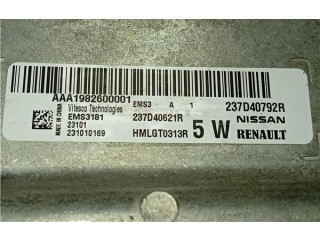 AAA1982600001
Vitesco Technologies
EMS3 A 1
237D40792R
MADE IN CHINA
EMS3181
237D40621R
NISSAN
23101
231010169
HMLGT0313R
5 W
RENAULT